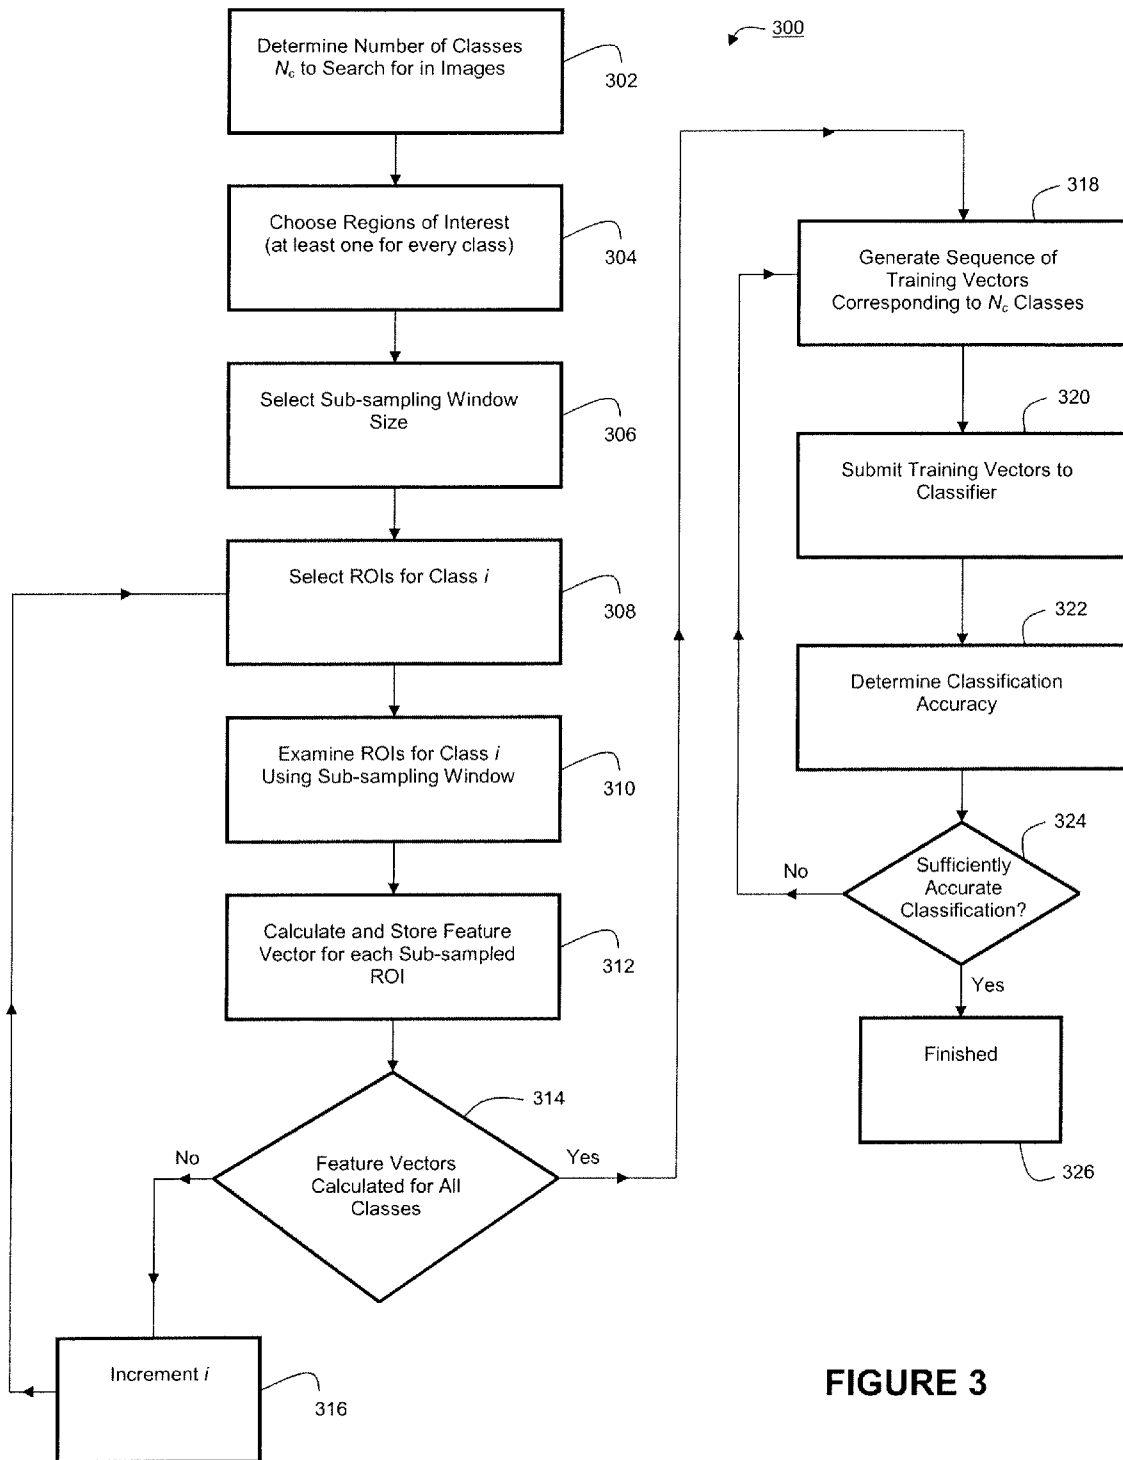 300
Determine Number of Classes
Nc to Search for in Images
302
Choose Regions of Interest
(at least one for every class)
304
Select Sub-sampling Window
Size
306
Select ROIs for Class i
308
Examine ROIs for Class i
Using Sub-sampling Window
310
Calculate and Store Feature
Vector for each Sub-sampled
ROI
312
314
Feature Vectors
Calculated for All
Classes
No
Yes
Increment i
316
318
Generate Sequence of
Training Vectors
Corresponding to Nc Classes
320
Submit Training Vectors to
Classifier
322
Determine Classification
Accuracy
324
Sufficiently
Accurate
Classification?
No
Yes
Finished
326
FIGURE 3